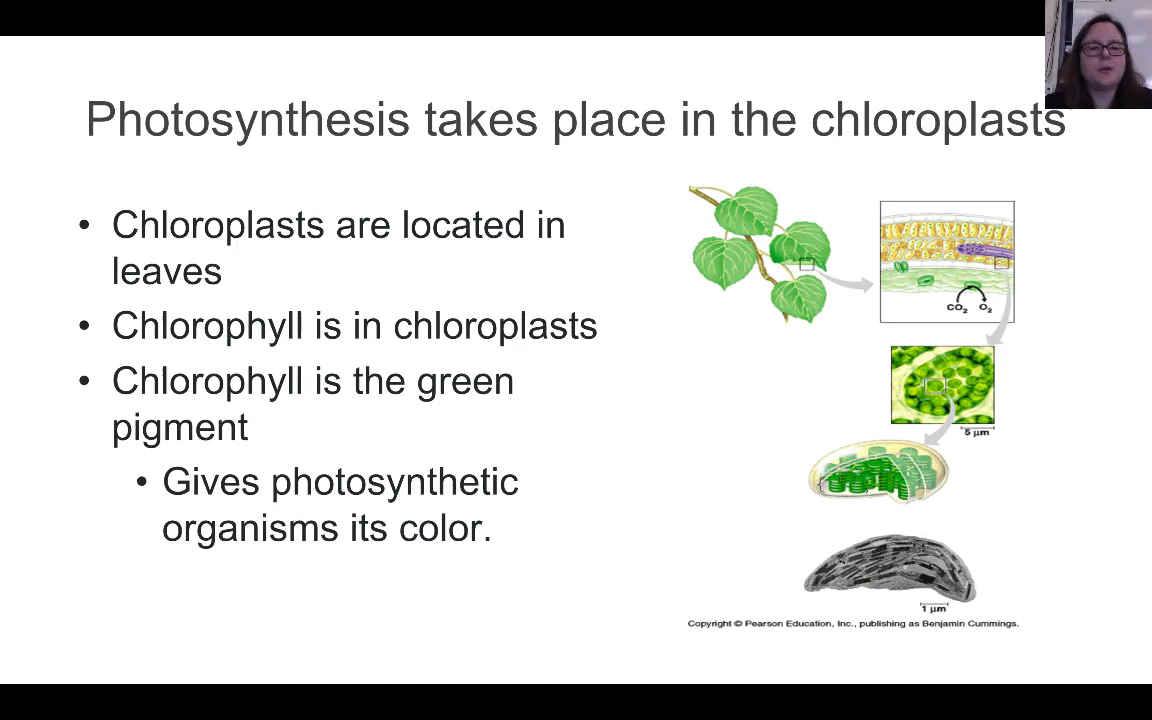 Photosynthesis takes place in the chloroplasts
• Chloroplasts are located in
leaves
• Chlorophyll is in chloroplasts
• Chlorophyll is the green
pigment
• Gives photosynthetic
organisms its color.
CO₂ O₂
5 µm
1 µm
Copyright © Pearson Education, Inc., publishing as Benjamin Cummings.